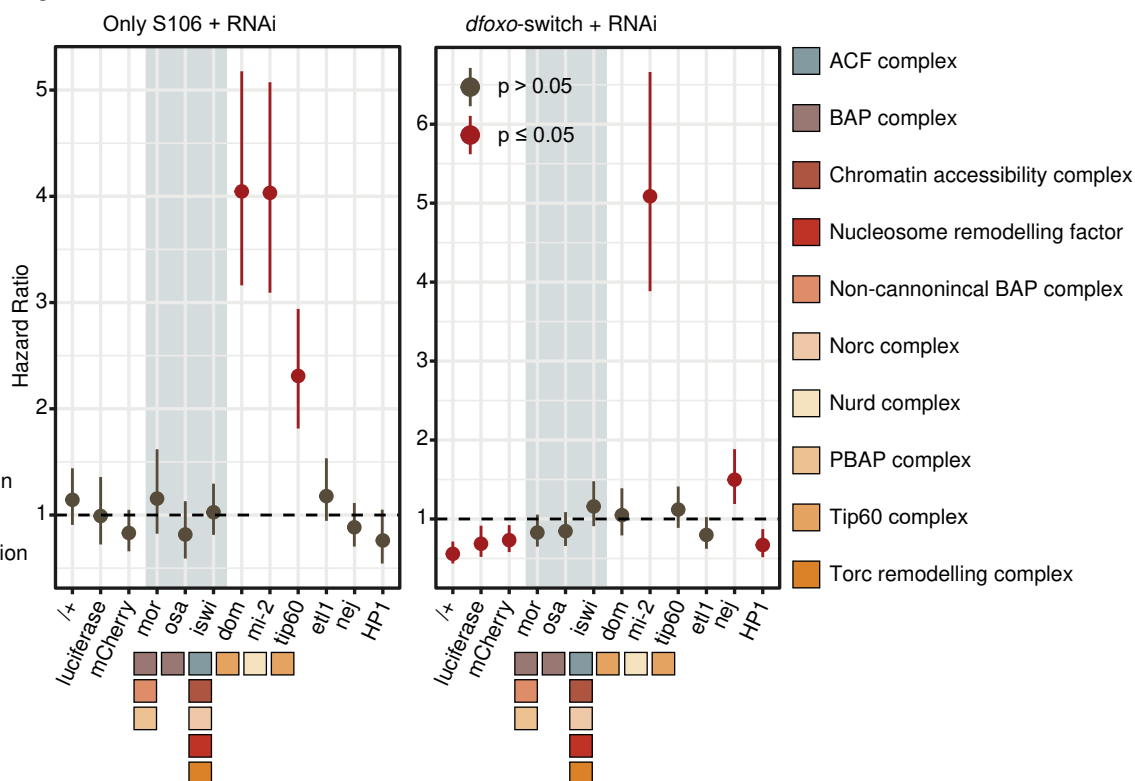 Only S106 + RNAi
dfoxo-switch + RNAi
Hazard Ratio
5
4
3
2
1
n
ion
/+
luciferase
mCherry
mor
osa
iswi
dom
mi-2
tip60
etl1
nej
HP1
p > 0.05
p ≤ 0.05
6
5
4
3
2
1
/+
luciferase
mCherry
mor
osa
iswi
dom
mi-2
tip60
etl1
nej
HP1
ACF complex
BAP complex
Chromatin accessibility complex
Nucleosome remodelling factor
Non-cannonincal BAP complex
Norc complex
Nurd complex
PBAP complex
Tip60 complex
Torc remodelling complex